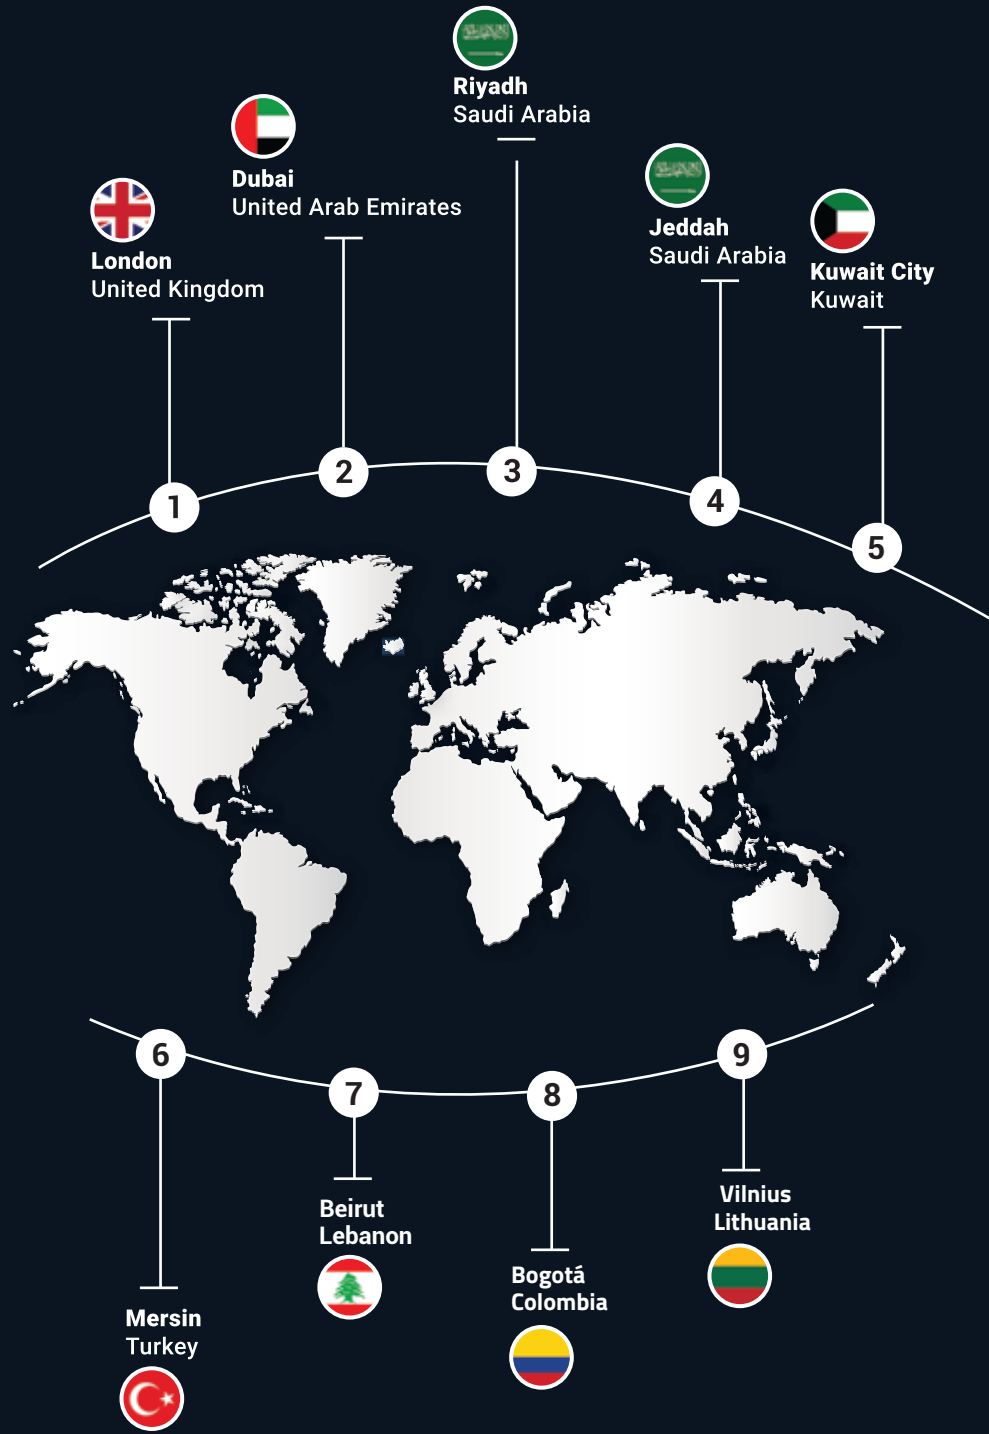 Riyadh
Saudi Arabia
Dubai
United Arab Emirates
Jeddah
Saudi Arabia
London
United Kingdom
Kuwait City
Kuwait
1
2
3
4
5
6
7
8
9
Beirut
Lebanon
Vilnius
Lithuania
Bogotá
Colombia
Mersin
Turkey